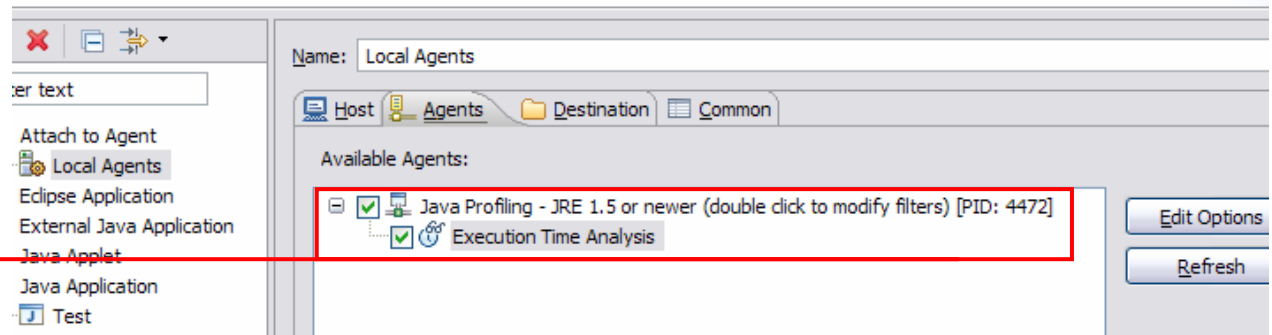 Name: Local Agents
er text
Host Agents Destination Common
Attach to Agent
Local Agents
Eclipse Application
External Java Application
Java Applet
Java Application
J Test
Available Agents:
Java Profiling - JRE 1.5 or newer (double click to modify filters) [PID: 4472]
Execution Time Analysis
Edit Options
Refresh